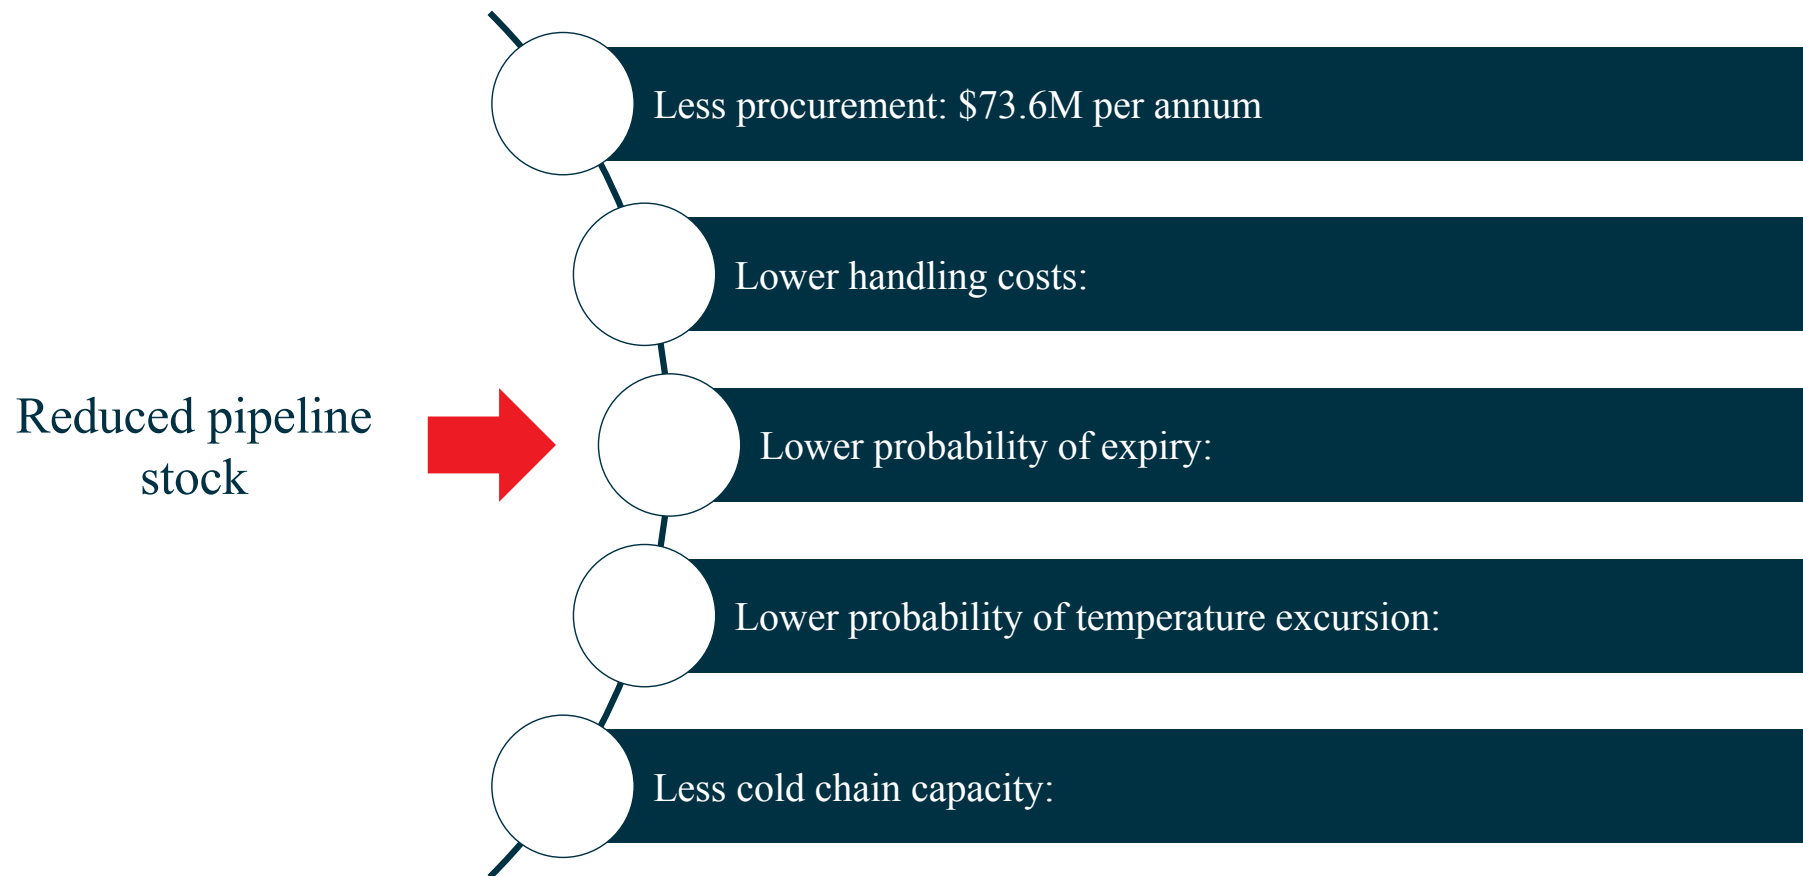 Less procurement: $73.6M per annum
Lower handling costs:
Reduced pipeline
stock
Lower probability of expiry:
Lower probability of temperature excursion:
Less cold chain capacity: